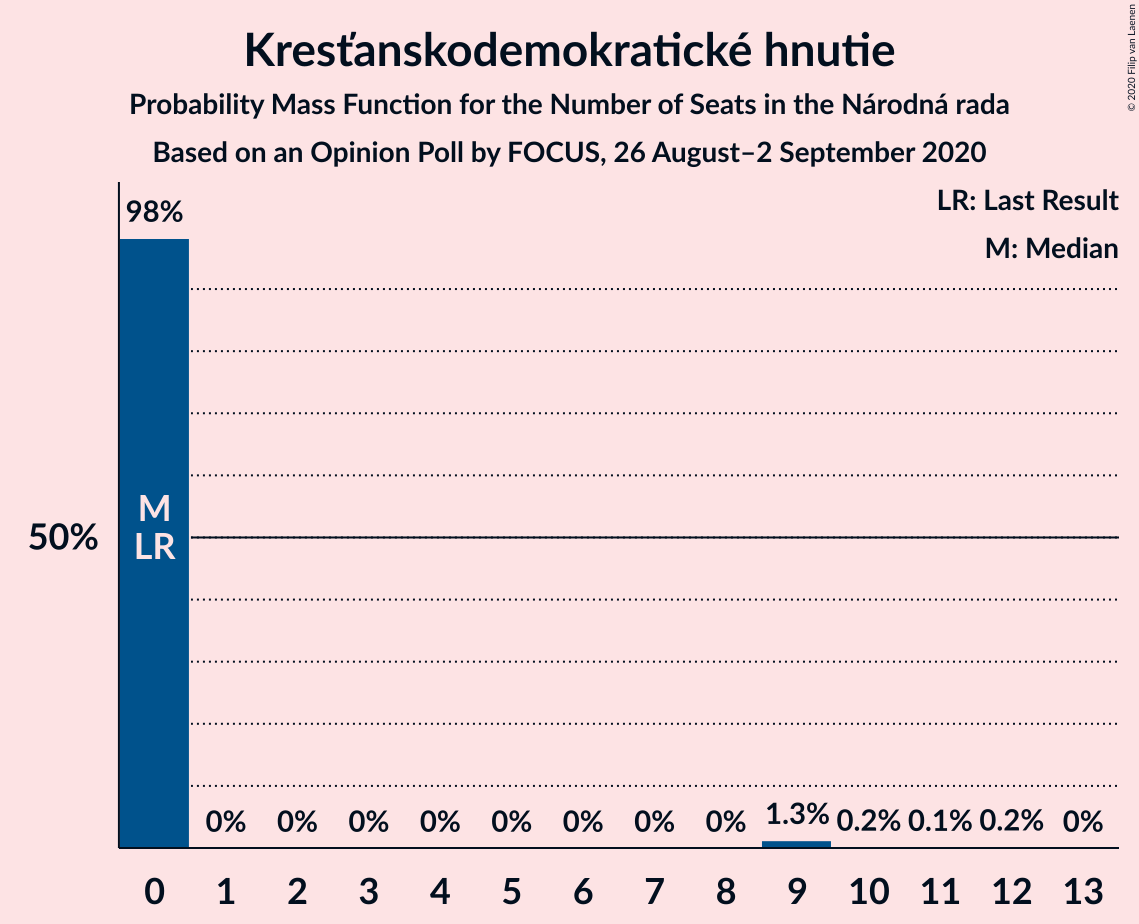 Kresťanskodemokratické hnutie
Probability Mass Function for the Number of Seats in the Národná rada
Based on an Opinion Poll by FOCUS, 26 August–2 September 2020
© 2020 Filip van Laenen
LR: Last Result
M: Median
98%
M
LR
50%
0% 0% 0% 0% 0% 0% 0% 0% 1.3% 0.2% 0.1% 0.2% 0%
0 1 2 3 4 5 6 7 8 9 10 11 12 13